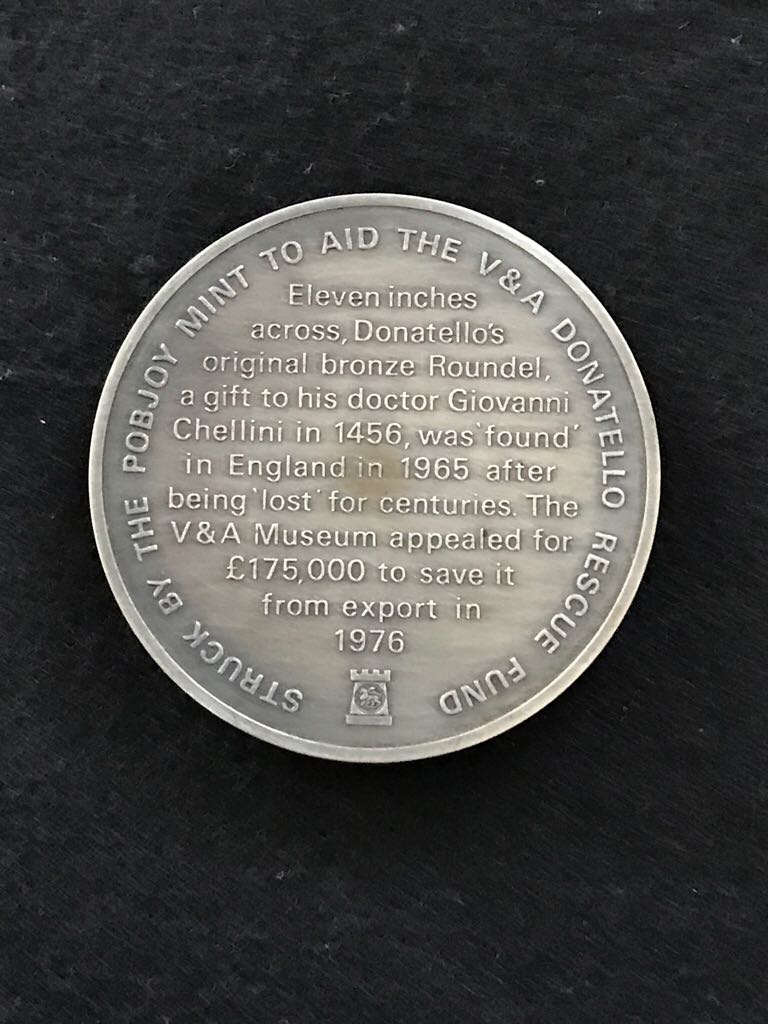 STRUCK BY THE POBJOY MINT TO AID THE V&A DONATELLO RESCUE FUND
Eleven inches
across, Donatello's
original bronze Roundel,
a gift to his doctor Giovanni
Chellini in 1456, was 'found'
in England in 1965 after
being 'lost' for centuries. The
V&A Museum appealed for
£175,000 to save it
from export in
1976